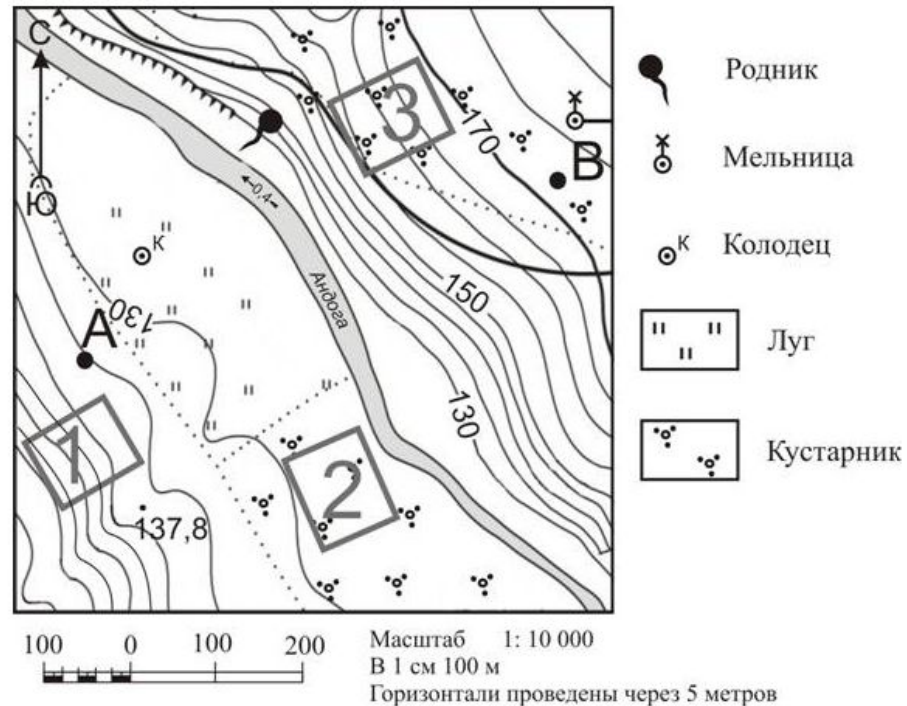 С
Ю
К
А
130
0,4
Андога
1
137,8
2
3
170
В
150
130
Родник
Мельница
К
Колодец
Луг
Кустарник
100 0 100 200
Масштаб 1: 10 000
В 1 см 100 м
Горизонтали проведены через 5 метров